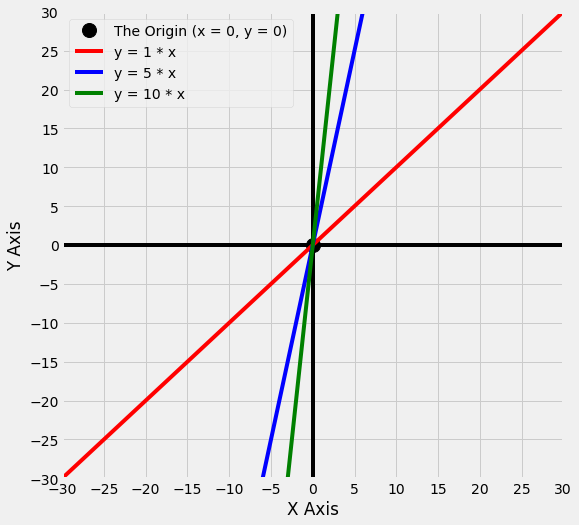 30
25
20
15
10
5
0
−5
−10
−15
−20
−25
−30
Y Axis
The Origin (x = 0, y = 0)
y = 1 * x
y = 5 * x
y = 10 * x
−30 −25 −20 −15 −10 −5 0 5 10 15 20 25 30
X Axis